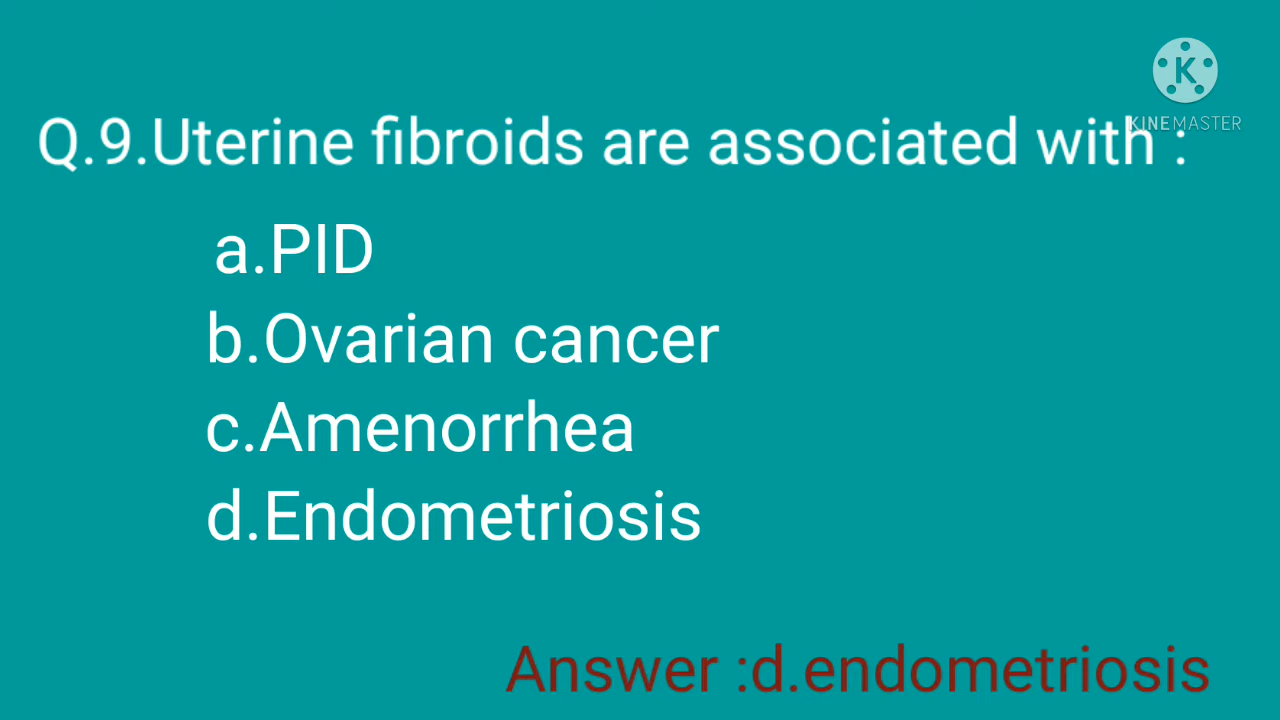 K
KINEMASTER
Q.9.Uterine fibroids are associated with :
a.PID
b.Ovarian cancer
c.Amenorrhea
d.Endometriosis
Answer :d.endometriosis